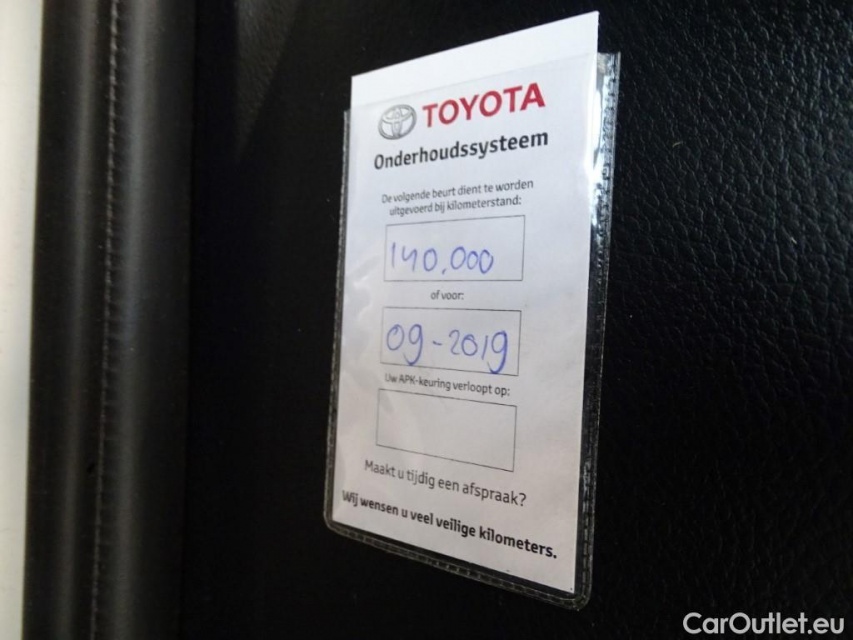 TOYOTA
Onderhoudssysteem
De volgende beurt dient te worden
uitgevoerd bij kilometerstand:
140.000
of voor:
09-2019
Uw APK-keuring verloopt op:
Maakt u tijdig een afspraak?
Wij wensen u veel veilige kilometers.
CarOutlet.eu